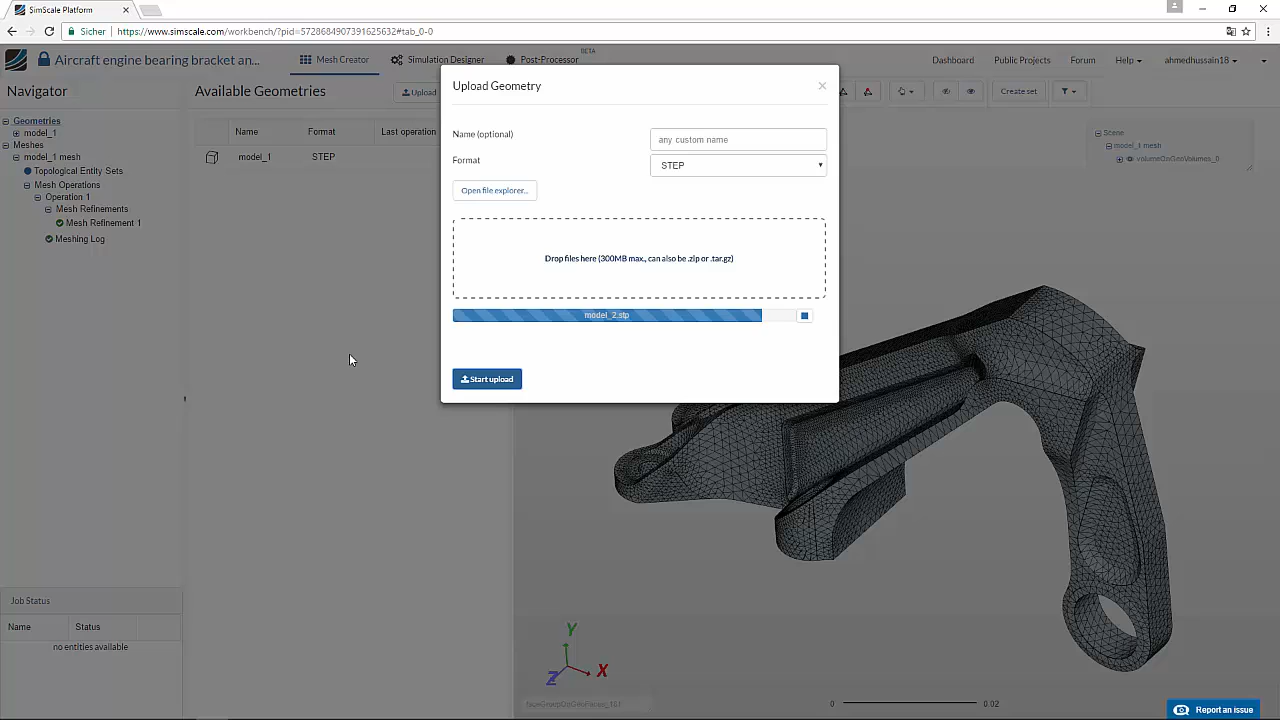 SimScale Platform
Sicher https://www.simscale.com/workbench/?pid=5728684907391625632#tab_0-0
Aircraft engine bearing bracket an...
Mesh Creator
Simulation Designer
Post-Processor
BETA
Dashboard
Public Projects
Forum
Help
ahmedhussain18
Navigator
Available Geometries
Upload
Create set
Geometries
model_1
Meshes
model_1 mesh
Topological Entity Sets
Mesh Operations
Operation 1
Mesh Refinements
Mesh Refinement 1
Meshing Log
Name Format Last operation
model_1 STEP
Upload Geometry
Name (optional)
any custom name
Format
STEP
Open file explorer...
Drop files here (300MB max., can also be .zip or .tar.gz)
model_2.stp
Start upload
Scene
model_1 mesh
volumeOnGeoVolumes_0
Job Status
Name Status
no entities available
Y
X
Z
0 0.02
Report an issue